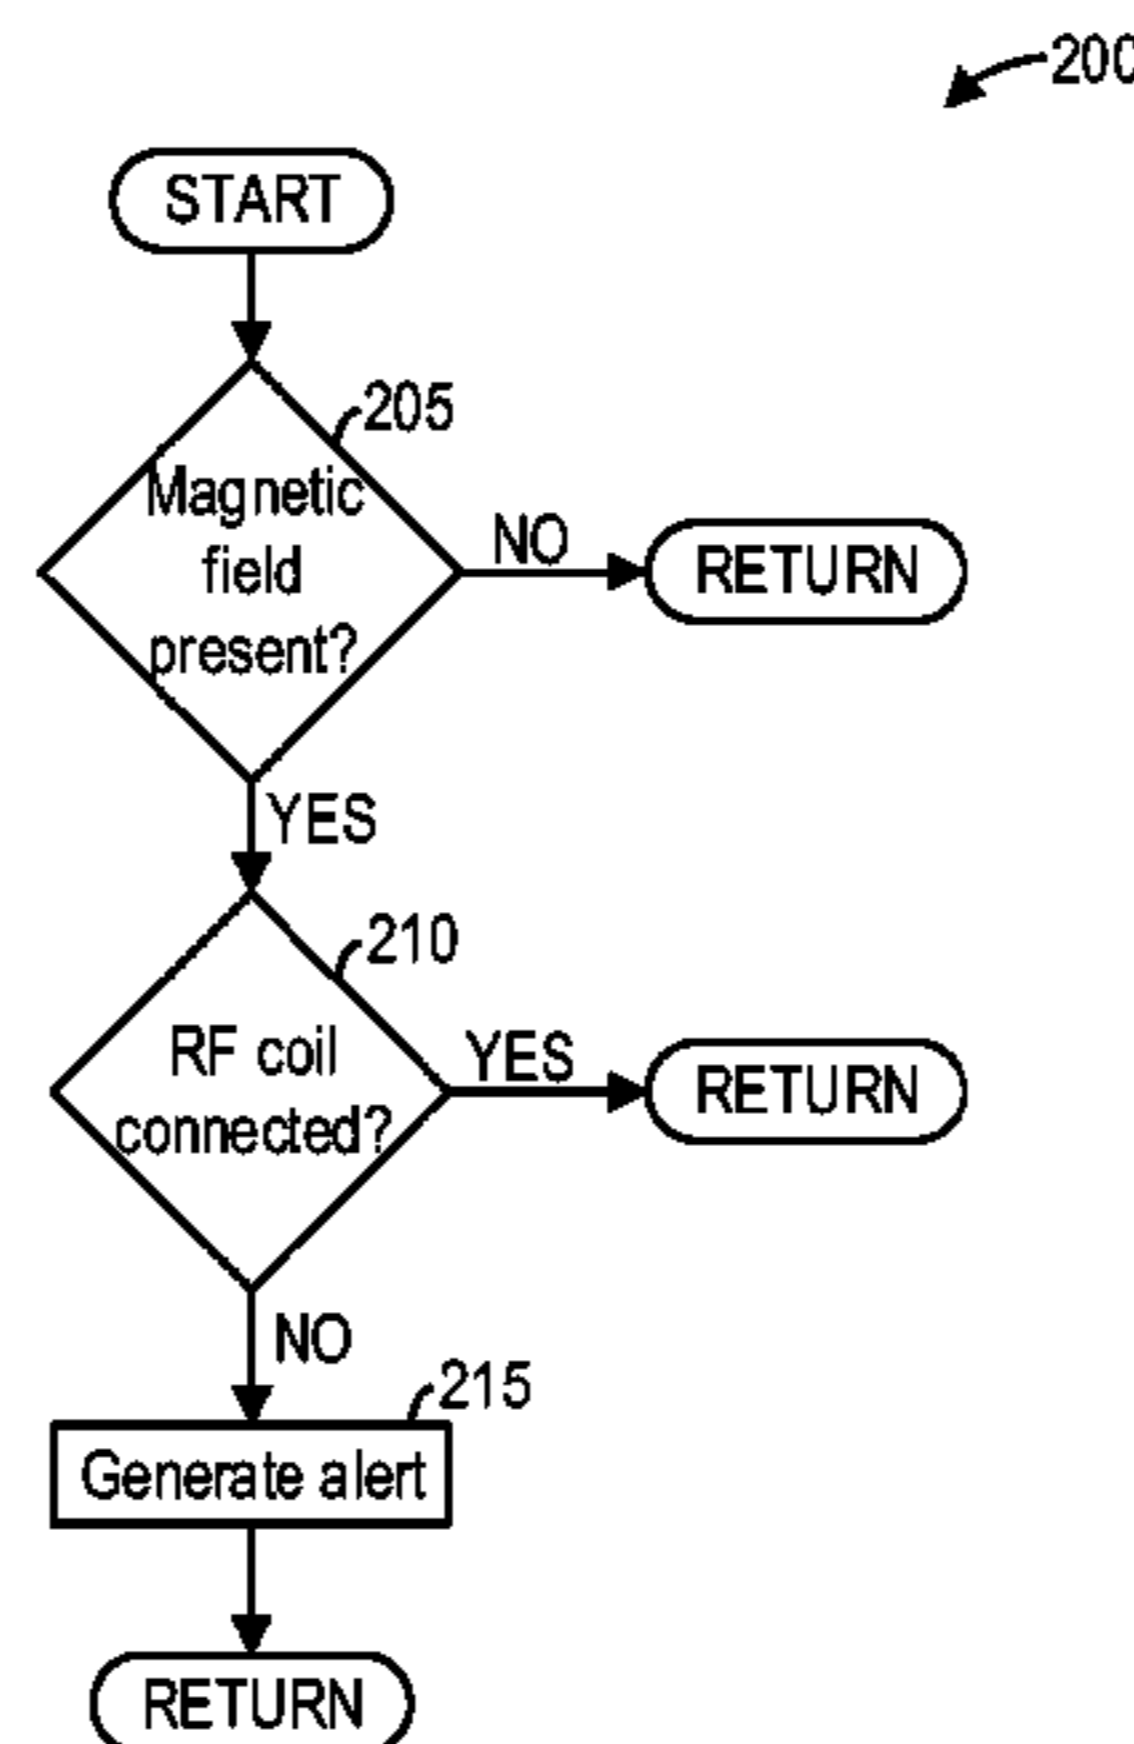 200
START
205
Magnetic
field
present?
NO
RETURN
YES
210
RF coil
connected?
YES
RETURN
NO
215
Generate alert
RETURN